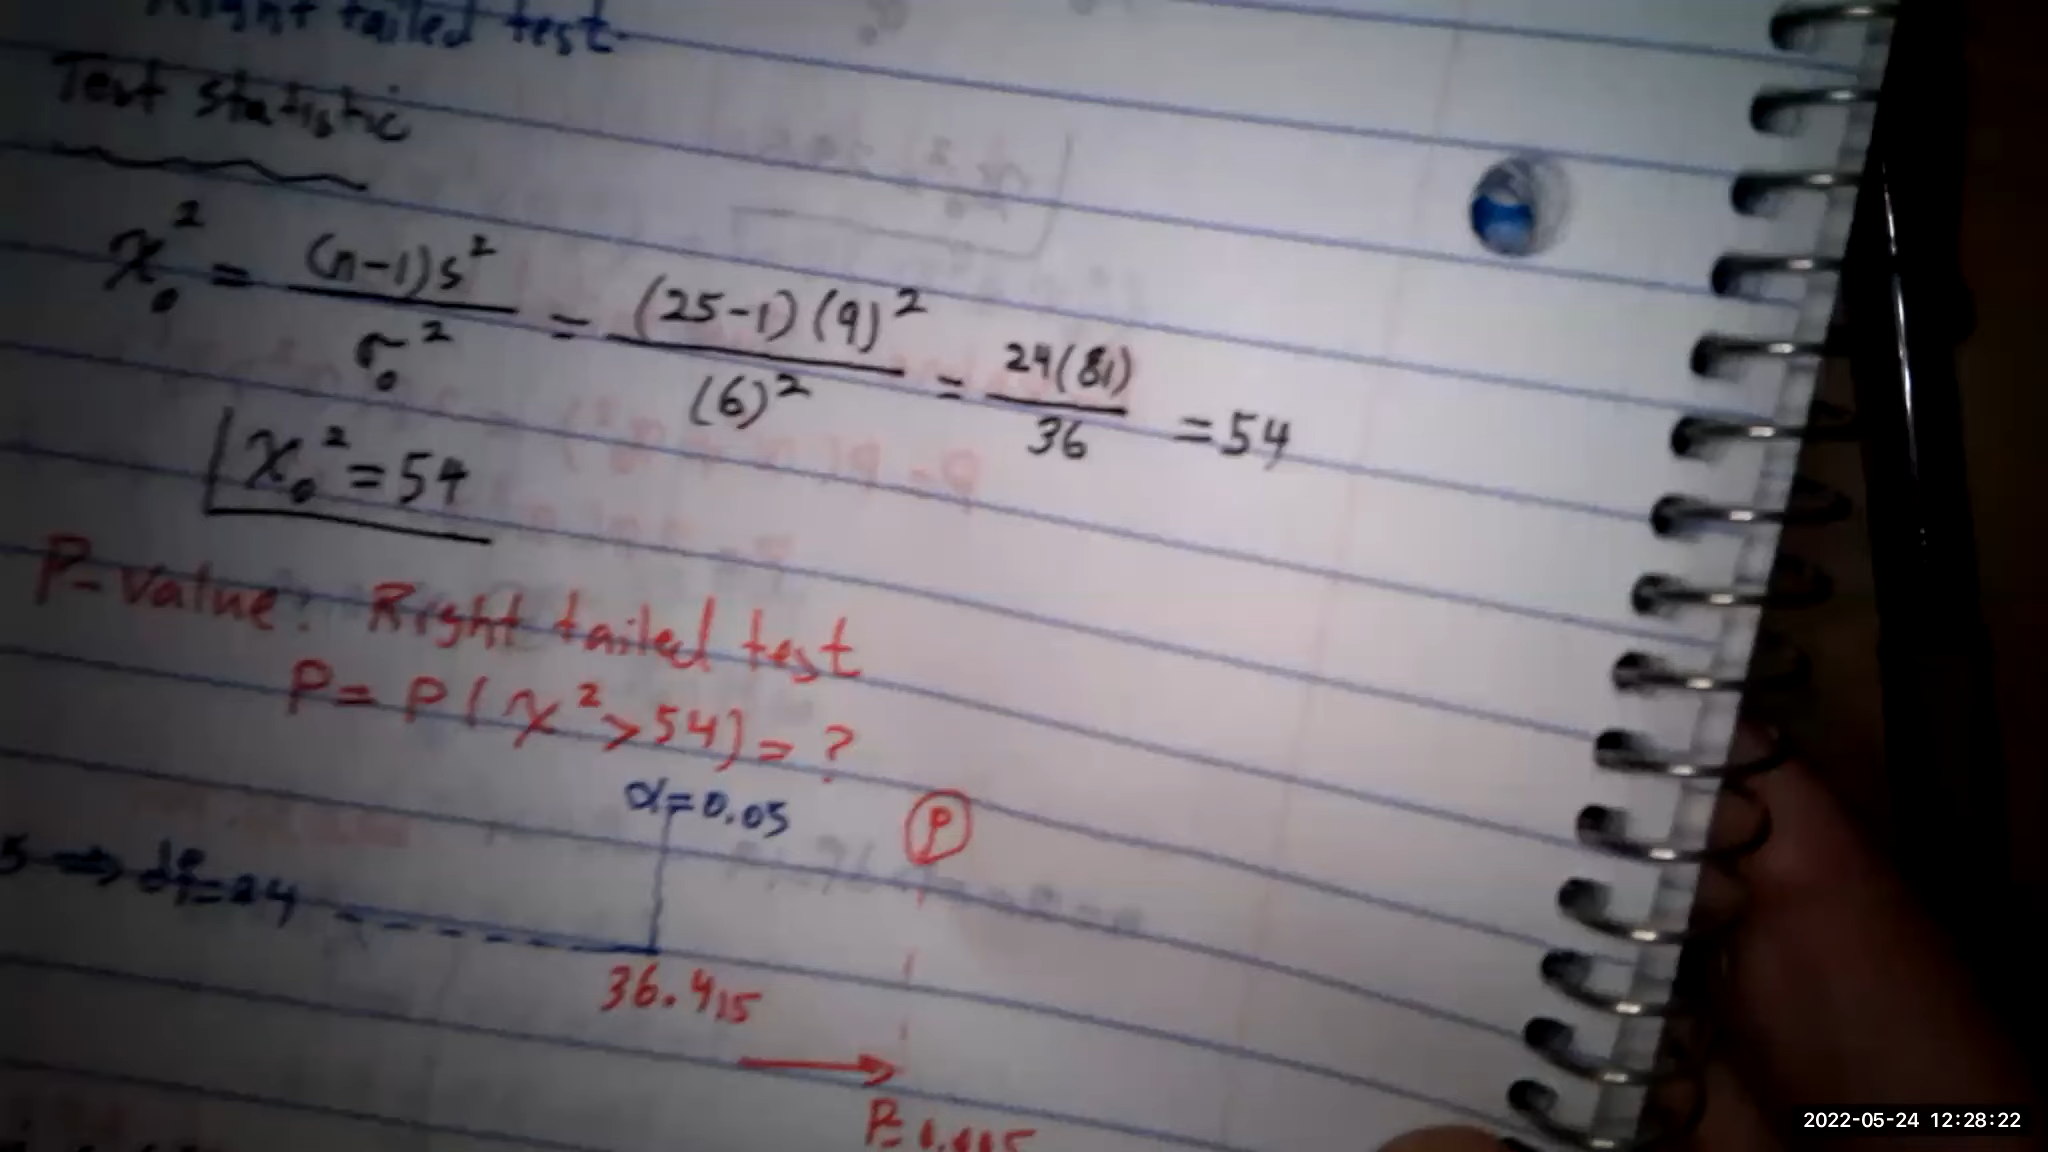 Right tailed test
Test Statistic
χ₀² = (n-1)s² / σ₀² = (25-1)(9)² / (6)² = 24(81) / 36 = 54
χ₀² = 54
P-value: Right tailed test
P = P(χ² > 54) = ?
α = 0.05 P
5 ⇒ df = 24
36.415
2022-05-24 12:28:22